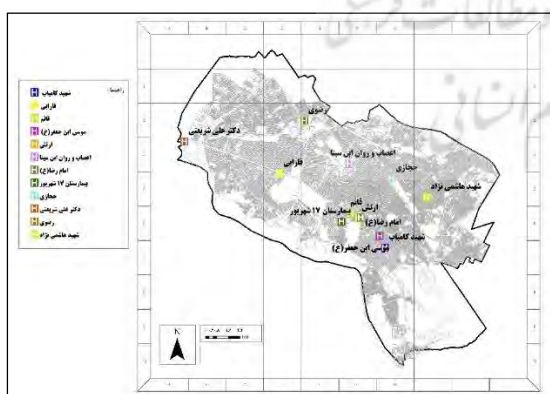 راهنما
شهید کامیاب
فارابی
قائم
موسی ابن جعفر(ع)
ارتش
اعصاب و روان ابن سینا
امام رضا(ع)
بیمارستان ۱۷ شهریور
حجازی
دکتر علی شریعتی
رضوی
شهید هاشمی نژاد
رضوی
دکتر علی شریعتی
اعصاب و روان ابن سینا
فارابی
حجازی
شهید هاشمی نژاد
قائم
ارتش
بیمارستان ۱۷ شهریور
امام رضا(ع)
شهید کامیاب
موسی ابن جعفر(ع)
N